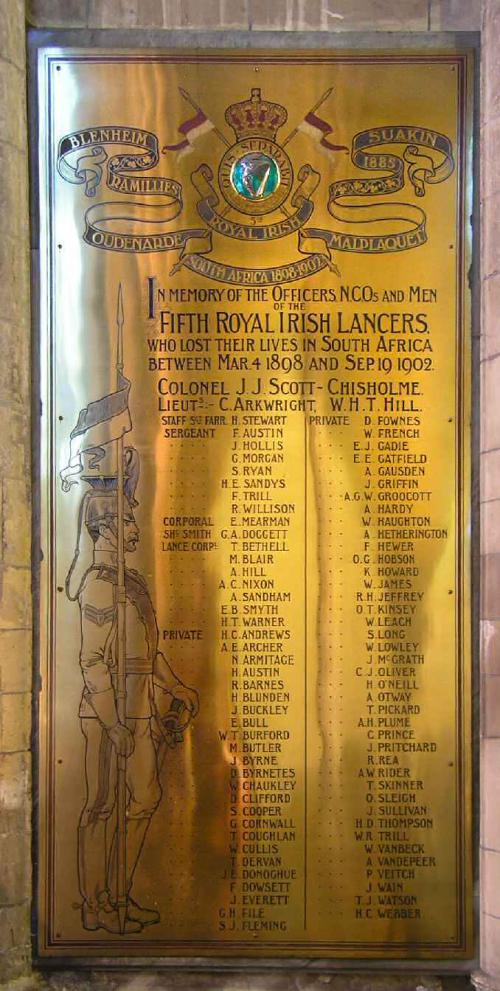 BLENHEIM
RAMILLIES
OUDENARDE
SUAKIN
1885
MALPLAQUET
QUIS SEPARABIT
5TH
ROYAL IRISH
SOUTH AFRICA 1898-1902
IN MEMORY OF THE OFFICERS, N.C.OS AND MEN
OF THE
FIFTH ROYAL IRISH LANCERS,
WHO LOST THEIR LIVES IN SOUTH AFRICA
BETWEEN MAR. 4 1898 AND SEP. 19 1902.
COLONEL J. J. SCOTT-CHISHOLME.
LIEUTS:- C. ARKWRIGHT, W.H.T. HILL.
STAFF SGT FARR. H. STEWART
SERGEANT F. AUSTIN
J. HOLLIS
G. MORGAN
S. RYAN
H.E. SANDYS
F. TRILL
R. WILLISON
CORPORAL E. MEARMAN
SHG SMITH G.A. DOGGETT
LANCE CORPL T. BETHELL
M. BLAIR
A. HILL
A.C. NIXON
A. SANDHAM
E.B. SMYTH
H.T. WARNER
PRIVATE H.C. ANDREWS
A.E. ARCHER
N. ARMITAGE
H. AUSTIN
R. BARNES
H. BLUNDEN
J. BUCKLEY
E. BULL
W.T. BURFORD
M. BUTLER
J. BYRNE
D. BYRNETES
W. CHAUKLEY
D. CLIFFORD
S. COOPER
G. CORNWALL
T. COUGHLAN
W. CULLIS
T. DERVAN
J.E. DONOGHUE
F. DOWSETT
J. EVERETT
G.H. FILE
S.J. FLEMING
PRIVATE D. FOWNES
W. FRENCH
E.J. GADIE
E.E. GATFIELD
A. GAUSDEN
J. GRIFFIN
A.G.W. GROOCOTT
A. HARDY
W. HAUGHTON
A. HETHERINGTON
F. HEWER
O.G. HOBSON
K. HOWARD
W. JAMES
R.H. JEFFREY
O.T. KINSEY
W. LEACH
S. LONG
W. LOWLEY
J. McGRATH
C.J. OLIVER
H. O'NEILL
A. OTWAY
T. PICKARD
A.H. PLUME
C. PRINCE
J. PRITCHARD
R. REA
A.W. RIDER
T. SKINNER
O. SLEIGH
J. SULLIVAN
H.D. THOMPSON
W.R. TRILL
W. VANBECK
A. VANDEPEER
P. VEITCH
J. WAIN
T.J. WATSON
H.C. WEBBER